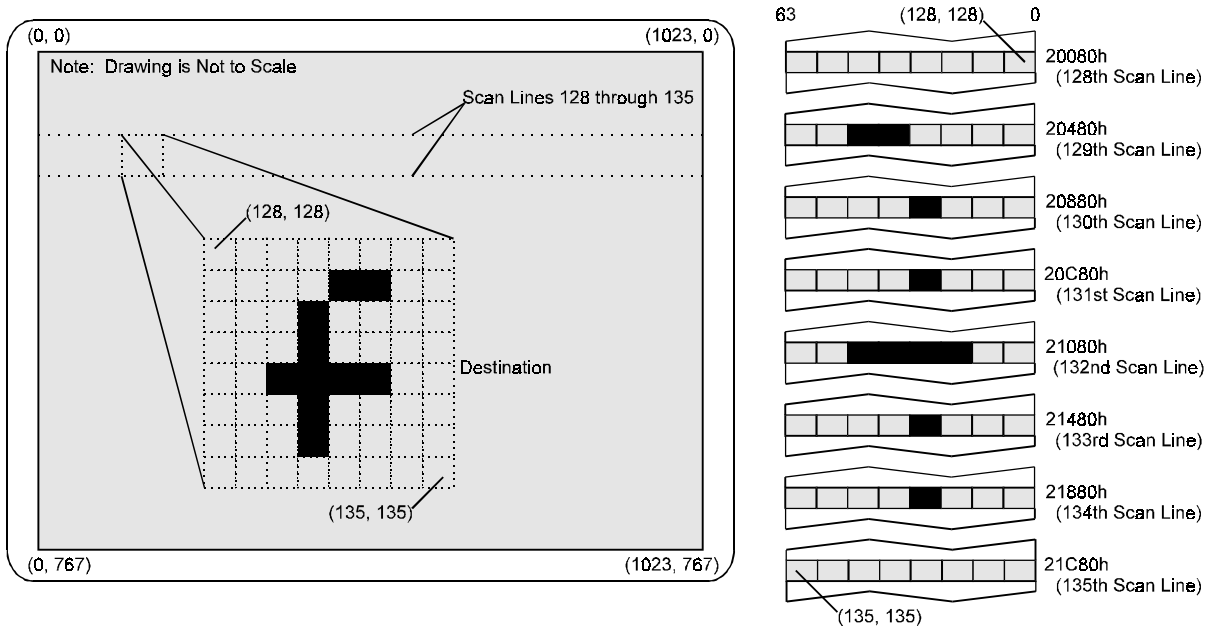 (0, 0)
(1023, 0)
Note: Drawing is Not to Scale
Scan Lines 128 through 135
(128, 128)
Destination
(135, 135)
(0, 767)
(1023, 767)
63
(128, 128)
0
20080h
(128th Scan Line)
20480h
(129th Scan Line)
20880h
(130th Scan Line)
20C80h
(131st Scan Line)
21080h
(132nd Scan Line)
21480h
(133rd Scan Line)
21880h
(134th Scan Line)
21C80h
(135th Scan Line)
(135, 135)